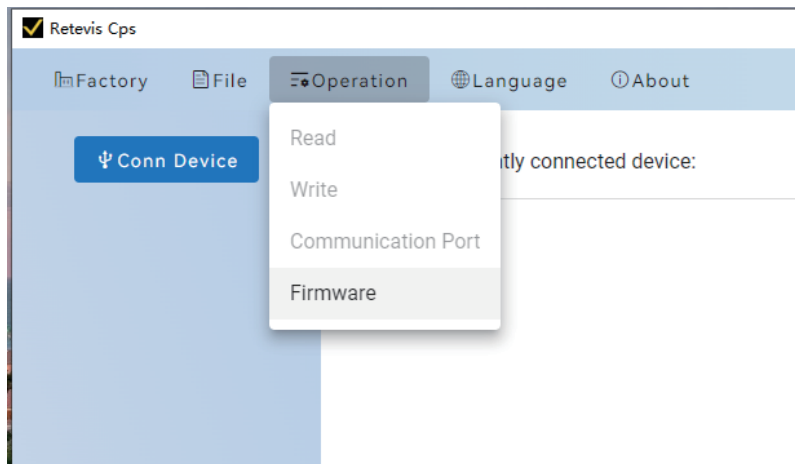 Retevis Cps
Factory File Operation Language About
Conn Device
Read
tly connected device:
Write
Communication Port
Firmware